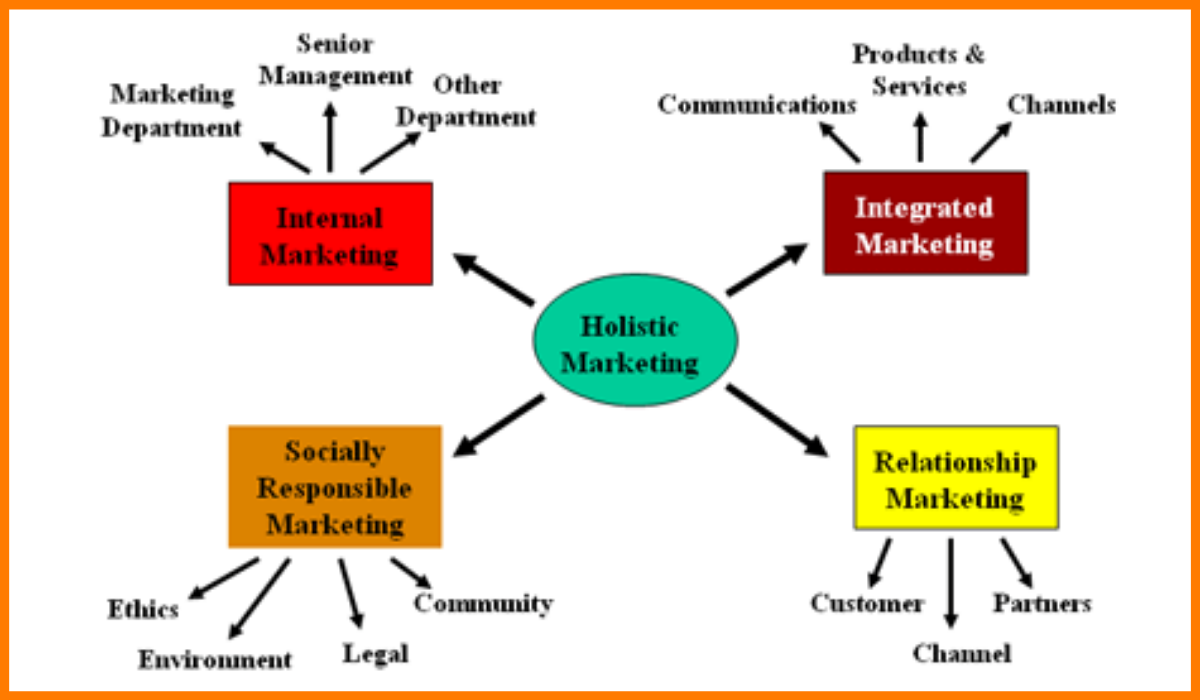 Senior
Management
Marketing
Department
Other
Department
Internal
Marketing
Products &
Services
Communications
Channels
Integrated
Marketing
Holistic
Marketing
Socially
Responsible
Marketing
Ethics
Environment
Legal
Community
Relationship
Marketing
Customer
Channel
Partners